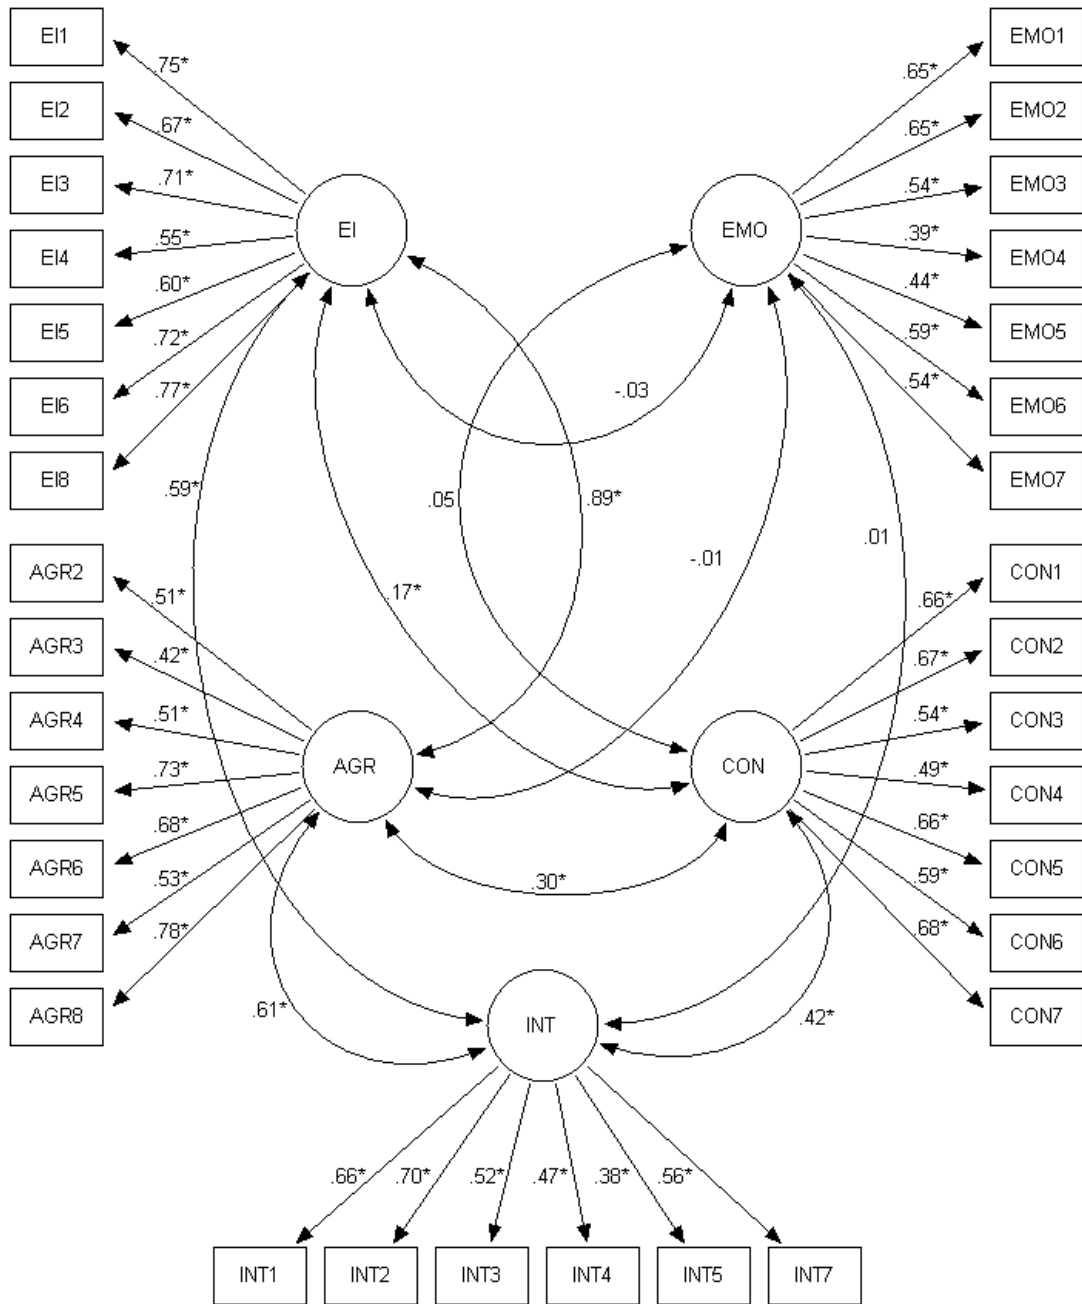 EI1
.75*
EI2
.67*
EI3
.71*
EI4
.55*
EI5
.60*
EI6
.72*
EI8
.77*
EI
EMO
EMO1
.65*
EMO2
.65*
EMO3
.54*
EMO4
.39*
EMO5
.44*
EMO6
.59*
EMO7
.54*
-.03
.59*
.05
.89*
-.01
.01
.17*
AGR2
.51*
AGR3
.42*
AGR4
.51*
AGR5
.73*
AGR6
.68*
AGR7
.53*
AGR8
.78*
AGR
CON
CON1
.66*
CON2
.67*
CON3
.54*
CON4
.49*
CON5
.66*
CON6
.59*
CON7
.68*
.30*
.61*
.42*
INT
.66*
.70*
.52*
.47*
.38*
.56*
INT1
INT2
INT3
INT4
INT5
INT7